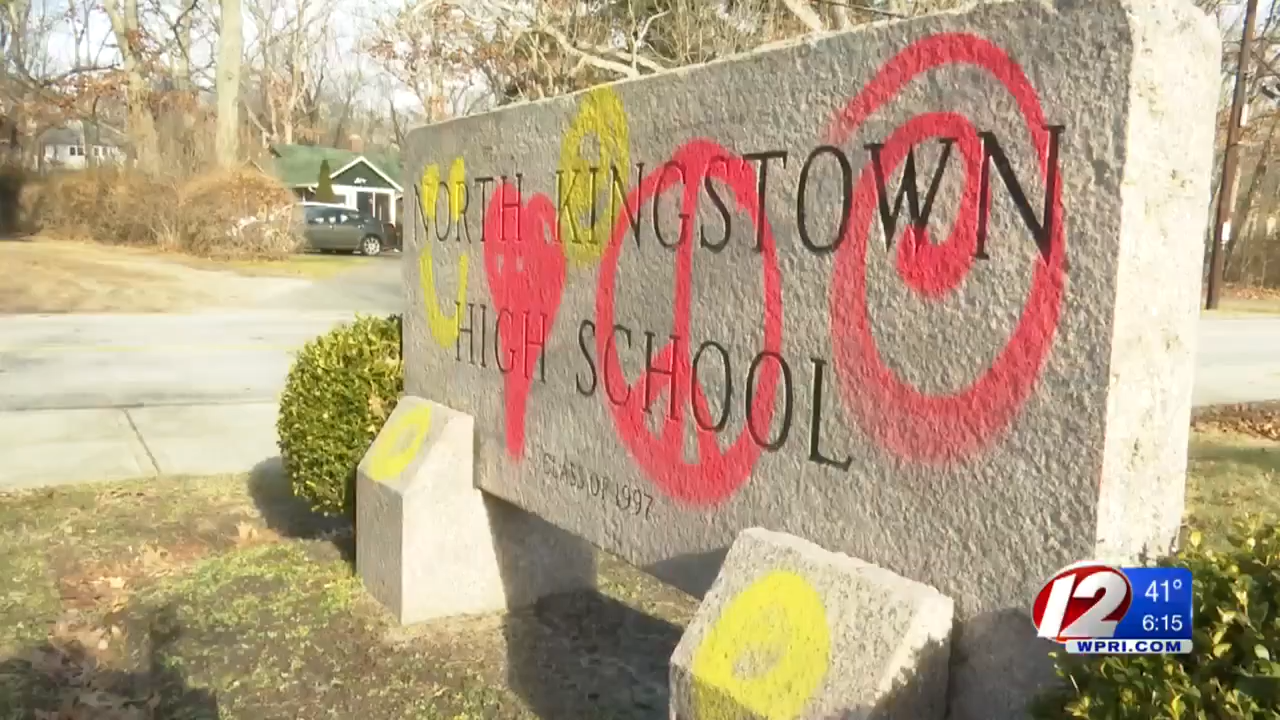 NORTH KINGSTOWN
HIGH SCHOOL
CLASS OF 1997
12
41°
6:15
WPRI.COM